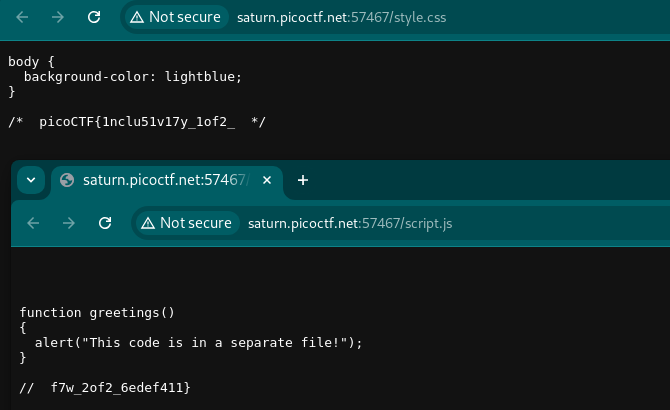 Not secure saturn.picoctf.net:57467/style.css
body {
  background-color: lightblue;
}
/*  picoCTF{1nclu51v17y_1of2_  */
saturn.picoctf.net:57467/
Not secure saturn.picoctf.net:57467/script.js
function greetings()
{
  alert("This code is in a separate file!");
}
//  f7w_2of2_6edef411}